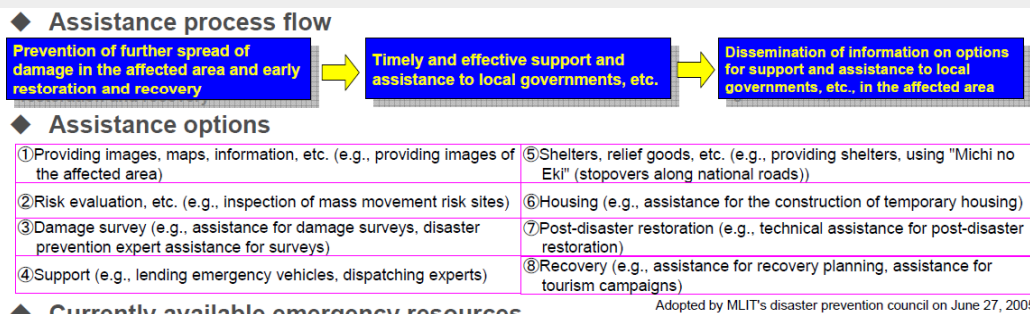 ◆ Assistance process flow
Prevention of further spread of
damage in the affected area and early
restoration and recovery
Timely and effective support and
assistance to local governments, etc.
Dissemination of information on options
for support and assistance to local
governments, etc., in the affected area
◆ Assistance options
①Providing images, maps, information, etc. (e.g., providing images of
the affected area)
②Risk evaluation, etc. (e.g., inspection of mass movement risk sites)
③Damage survey (e.g., assistance for damage surveys, disaster
prevention expert assistance for surveys)
④Support (e.g., lending emergency vehicles, dispatching experts)
⑤Shelters, relief goods, etc. (e.g., providing shelters, using "Michi no
Eki" (stopovers along national roads))
⑥Housing (e.g., assistance for the construction of temporary housing)
⑦Post-disaster restoration (e.g., technical assistance for post-disaster
restoration)
⑧Recovery (e.g., assistance for recovery planning, assistance for
tourism campaigns)
Adopted by MLIT's disaster prevention council on June 27, 2005
◆ Currently available emergency resources